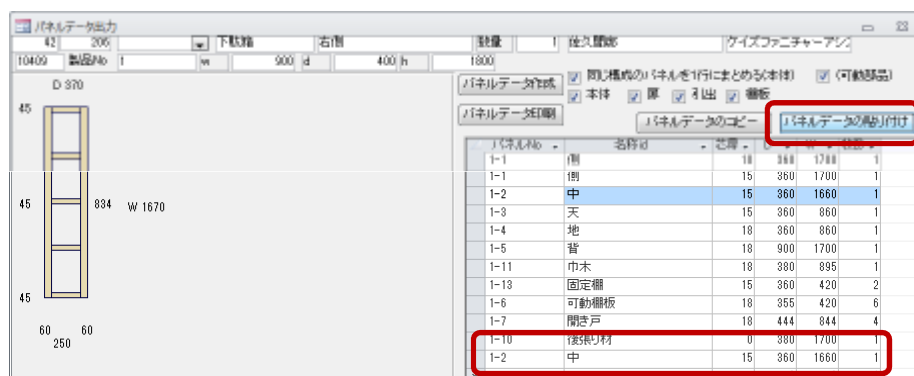 パネルデータ出力
42 206 下駄箱 右側 数量 1 佐久間邸 ケイズファニチャーアシ
10409 製品No 1 w 900 d 400 h 1800
パネルデータ作成 同じ構成のパネルを1行にまとめる(本体) (可動部品)
本体 扉 引出 棚板
パネルデータ印刷 パネルデータのコピー パネルデータの貼り付け
D 370
45
45 834 W 1670
45
60 60
250
パネルNo 名称id 芯厚
1-1 側 18 360 1700 1
1-1 側 15 360 1700 1
1-2 中 15 360 1660 1
1-3 天 15 360 860 1
1-4 地 18 360 860 1
1-5 背 18 900 1700 1
1-11 巾木 18 380 895 1
1-13 固定棚 15 360 420 2
1-6 可動棚板 18 355 420 6
1-7 開き戸 18 444 844 4
1-10 後張り材 0 380 1700 1
1-2 中 15 360 1660 1